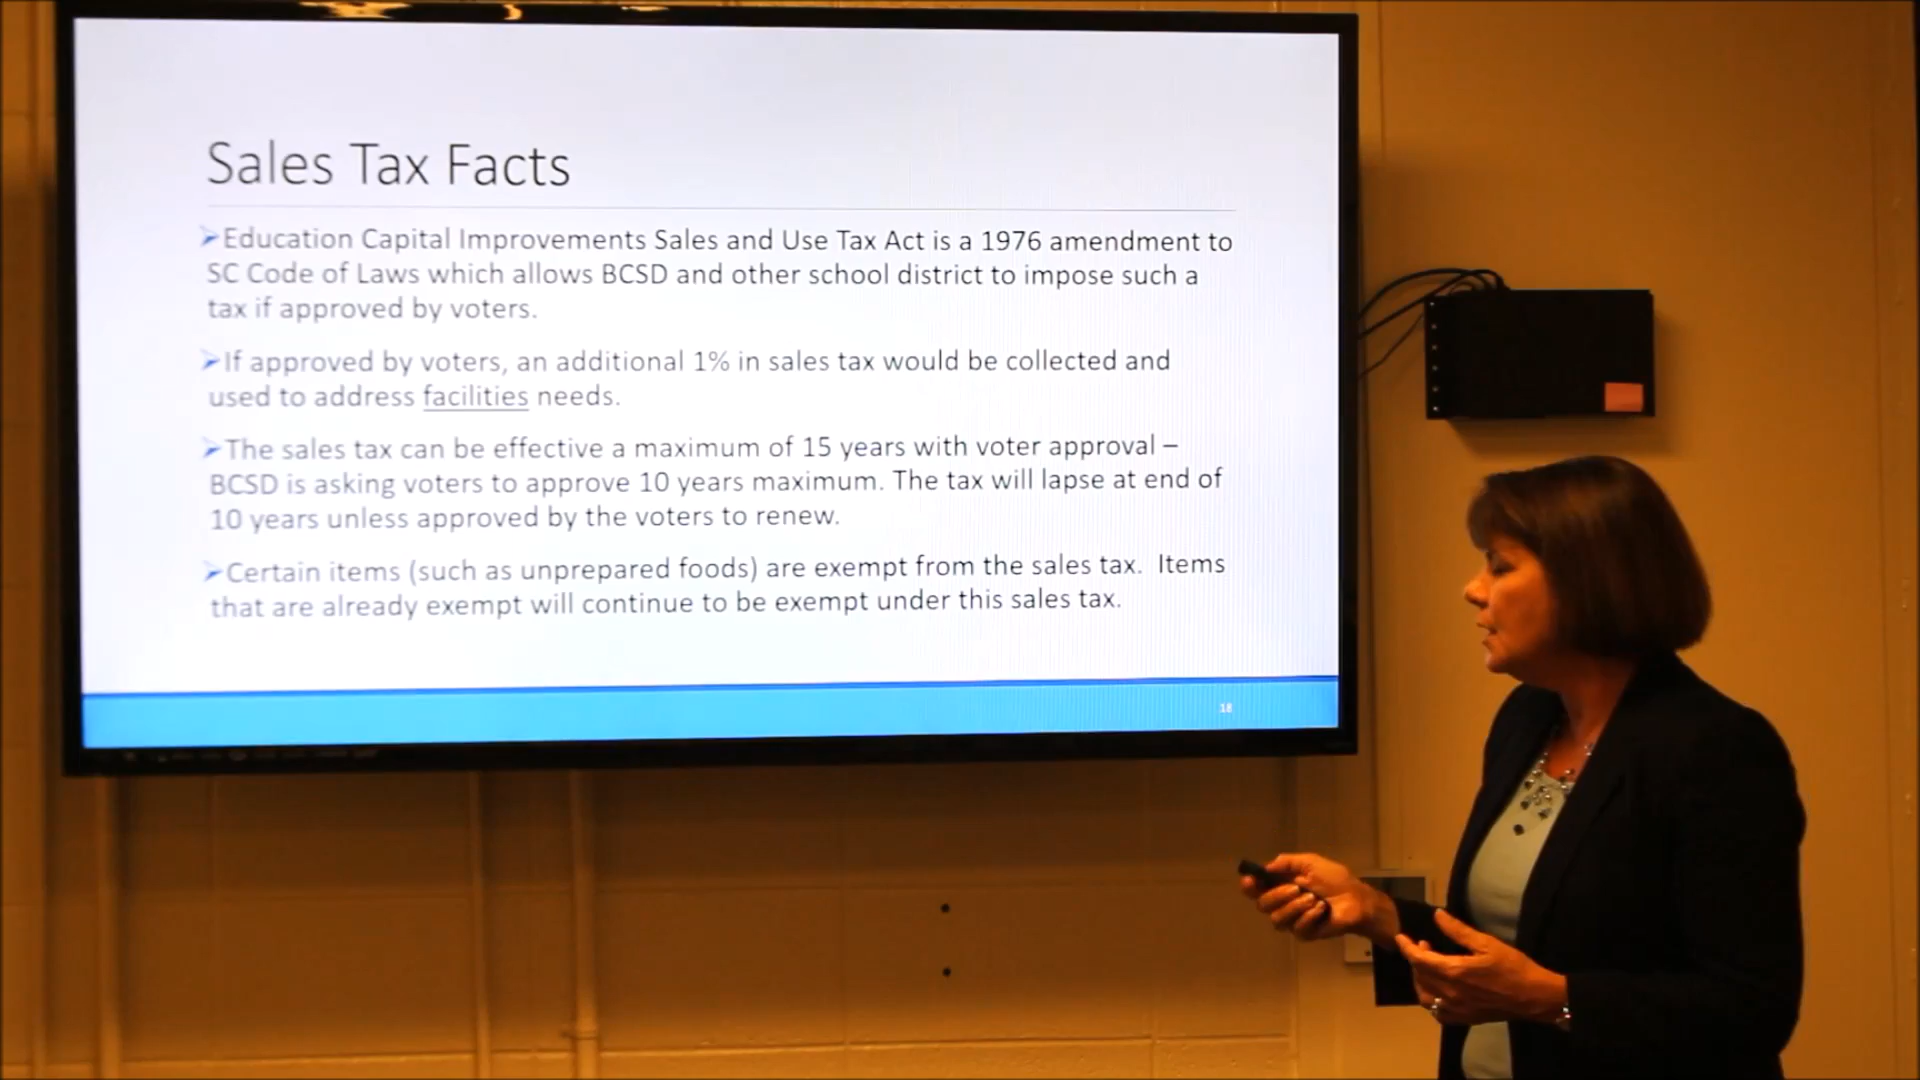 Sales Tax Facts
➢Education Capital Improvements Sales and Use Tax Act is a 1976 amendment to
SC Code of Laws which allows BCSD and other school district to impose such a
tax if approved by voters.
➢If approved by voters, an additional 1% in sales tax would be collected and
used to address facilities needs.
➢The sales tax can be effective a maximum of 15 years with voter approval –
BCSD is asking voters to approve 10 years maximum. The tax will lapse at end of
10 years unless approved by the voters to renew.
➢Certain items (such as unprepared foods) are exempt from the sales tax.  Items
that are already exempt will continue to be exempt under this sales tax.
18